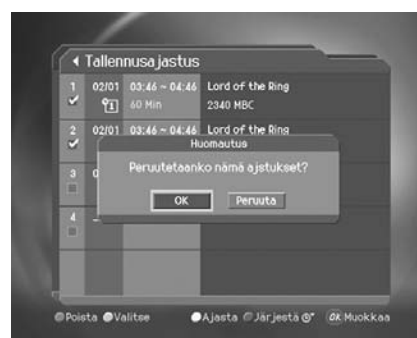 Tallennusajastus
1 02/01 03:46 ~ 04:46 Lord of the Ring
60 Min 2340 MBC
2 02/01 03:46 ~ 04:46 Lord of the Ring
Huomautus
Peruutetaanko nämä ajstukset?
3 0
OK Peruuta
4
Poista Valitse Ajasta Järjestä OK Muokkaa